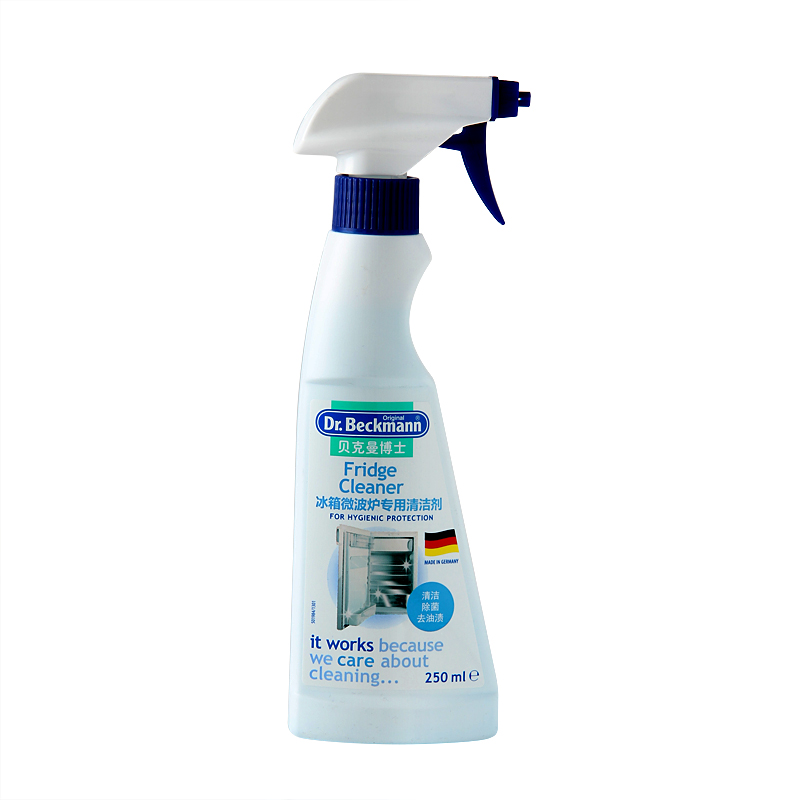 Original
Dr. Beckmann®
贝克曼博士
Fridge
Cleaner
冰箱微波炉专用清洁剂
FOR HYGIENIC PROTECTION
MADE IN GERMANY
清洁
除菌
去油渍
it works because
we care about
cleaning...
250 ml ℮